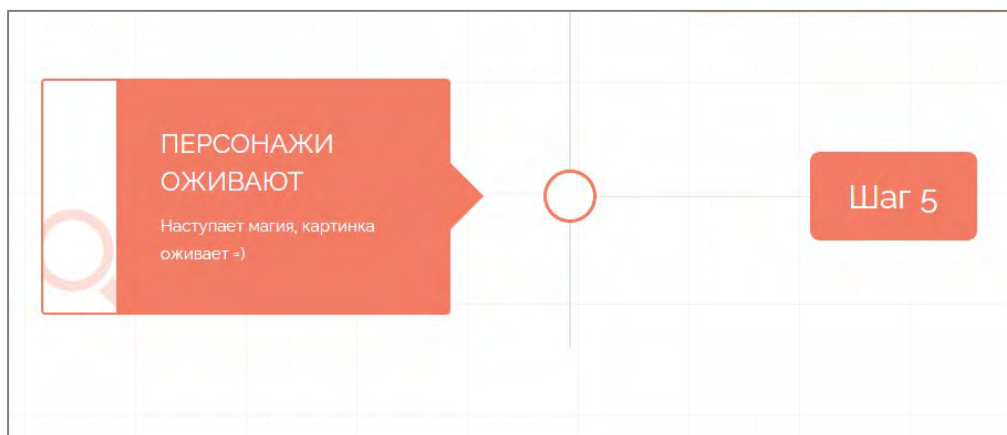 ПЕРСОНАЖИ
ОЖИВАЮТ
Наступает магия, картинка
оживает =)
Шаг 5